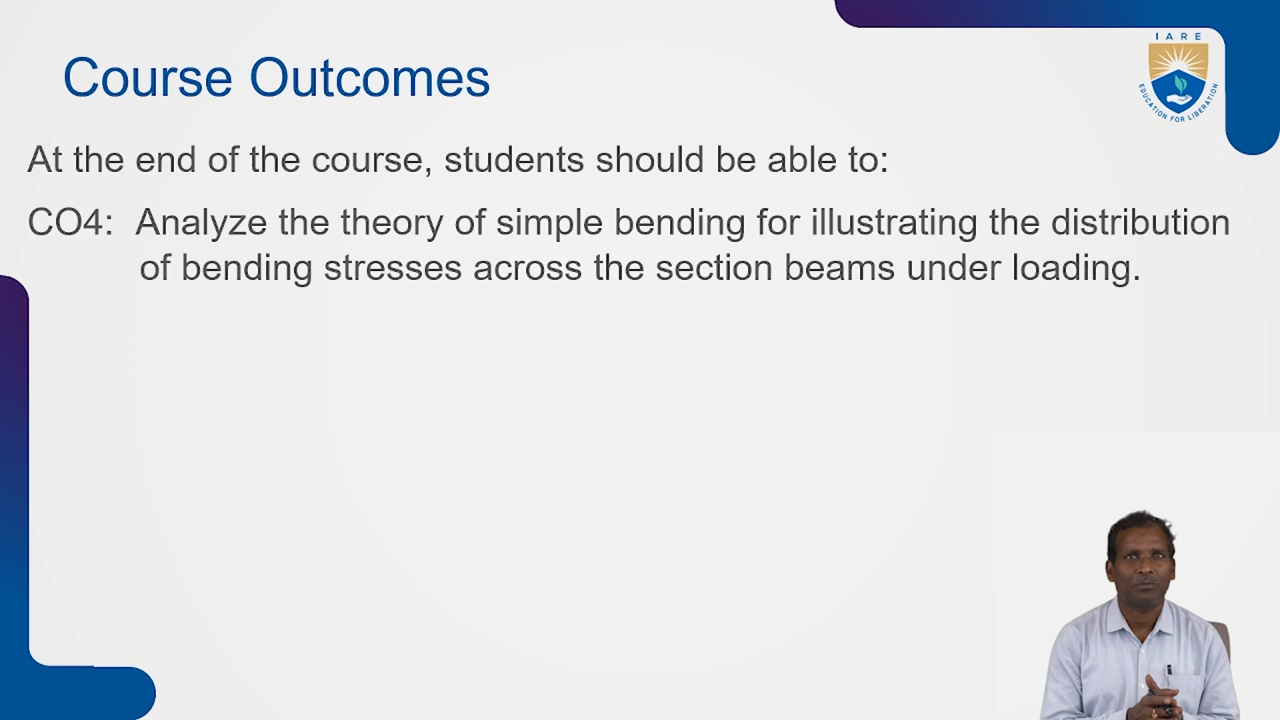 IARE
EDUCATION FOR LIBERATION
Course Outcomes
At the end of the course, students should be able to:
CO4: Analyze the theory of simple bending for illustrating the distribution
of bending stresses across the section beams under loading.